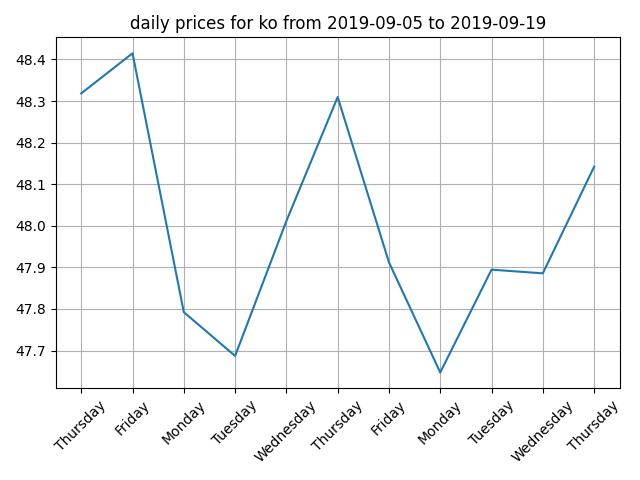 daily prices for ko from 2019-09-05 to 2019-09-19
48.4
48.3
48.2
48.1
48.0
47.9
47.8
47.7
Thursday
Friday
Monday
Tuesday
Wednesday
Thursday
Friday
Monday
Tuesday
Wednesday
Thursday